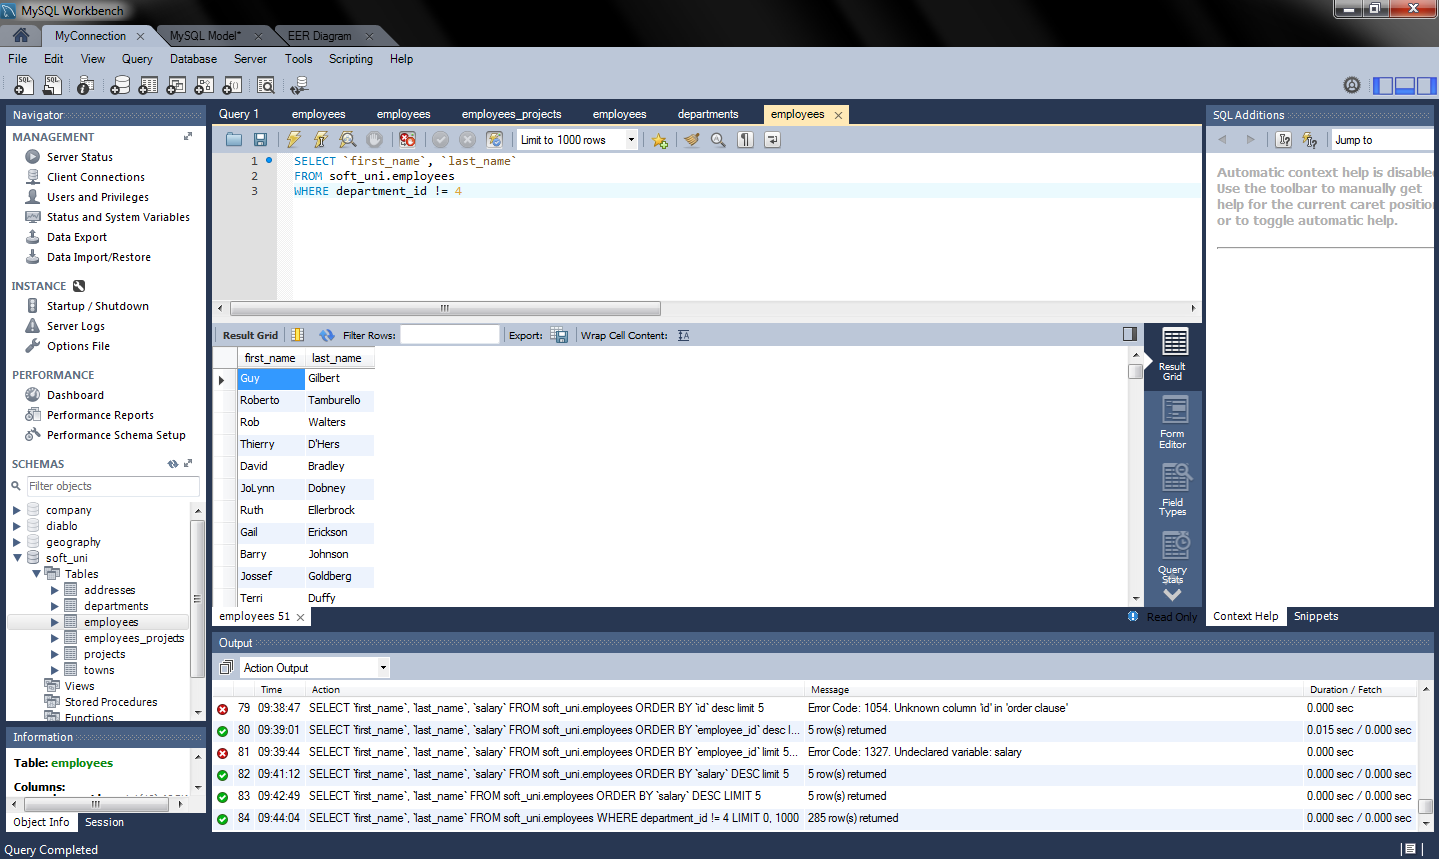 MySQL Workbench
MyConnection
MySQL Model*
EER Diagram
File Edit View Query Database Server Tools Scripting Help
Navigator
MANAGEMENT
Server Status
Client Connections
Users and Privileges
Status and System Variables
Data Export
Data Import/Restore
INSTANCE
Startup / Shutdown
Server Logs
Options File
PERFORMANCE
Dashboard
Performance Reports
Performance Schema Setup
SCHEMAS
Filter objects
company
diablo
geography
soft_uni
Tables
addresses
departments
employees
employees_projects
projects
towns
Views
Stored Procedures
Functions
Information
Table: employees
Columns:
Object Info Session
Query Completed
Query 1 employees employees employees_projects employees departments employees
Limit to 1000 rows
1 SELECT `first_name`, `last_name`
2 FROM soft_uni.employees
3 WHERE department_id != 4
Result Grid Filter Rows: Export: Wrap Cell Content:
first_name last_name
Guy Gilbert
Roberto Tamburello
Rob Walters
Thierry D'Hers
David Bradley
JoLynn Dobney
Ruth Ellerbrock
Gail Erickson
Barry Johnson
Jossef Goldberg
Terri Duffy
Result Grid
Form Editor
Field Types
Query Stats
employees 51
Read Only
SQL Additions
Jump to
Automatic context help is disabled
Use the toolbar to manually get
help for the current caret position
or to toggle automatic help.
Context Help Snippets
Output
Action Output
Time Action Message Duration / Fetch
79 09:38:47 SELECT `first_name`, `last_name`, `salary` FROM soft_uni.employees ORDER BY `id` desc limit 5 Error Code: 1054. Unknown column 'id' in 'order clause' 0.000 sec
80 09:39:01 SELECT `first_name`, `last_name`, `salary` FROM soft_uni.employees ORDER BY `employee_id` desc l... 5 row(s) returned 0.015 sec / 0.000 sec
81 09:39:44 SELECT `first_name`, `last_name`, `salary` FROM soft_uni.employees ORDER BY `employee_id` limit 5... Error Code: 1327. Undeclared variable: salary 0.000 sec
82 09:41:12 SELECT `first_name`, `last_name`, `salary` FROM soft_uni.employees ORDER BY `salary` DESC limit 5 5 row(s) returned 0.000 sec / 0.000 sec
83 09:42:49 SELECT `first_name`, `last_name` FROM soft_uni.employees ORDER BY `salary` DESC LIMIT 5 5 row(s) returned 0.000 sec / 0.000 sec
84 09:44:04 SELECT `first_name`, `last_name` FROM soft_uni.employees WHERE department_id != 4 LIMIT 0, 1000 285 row(s) returned 0.000 sec / 0.000 sec